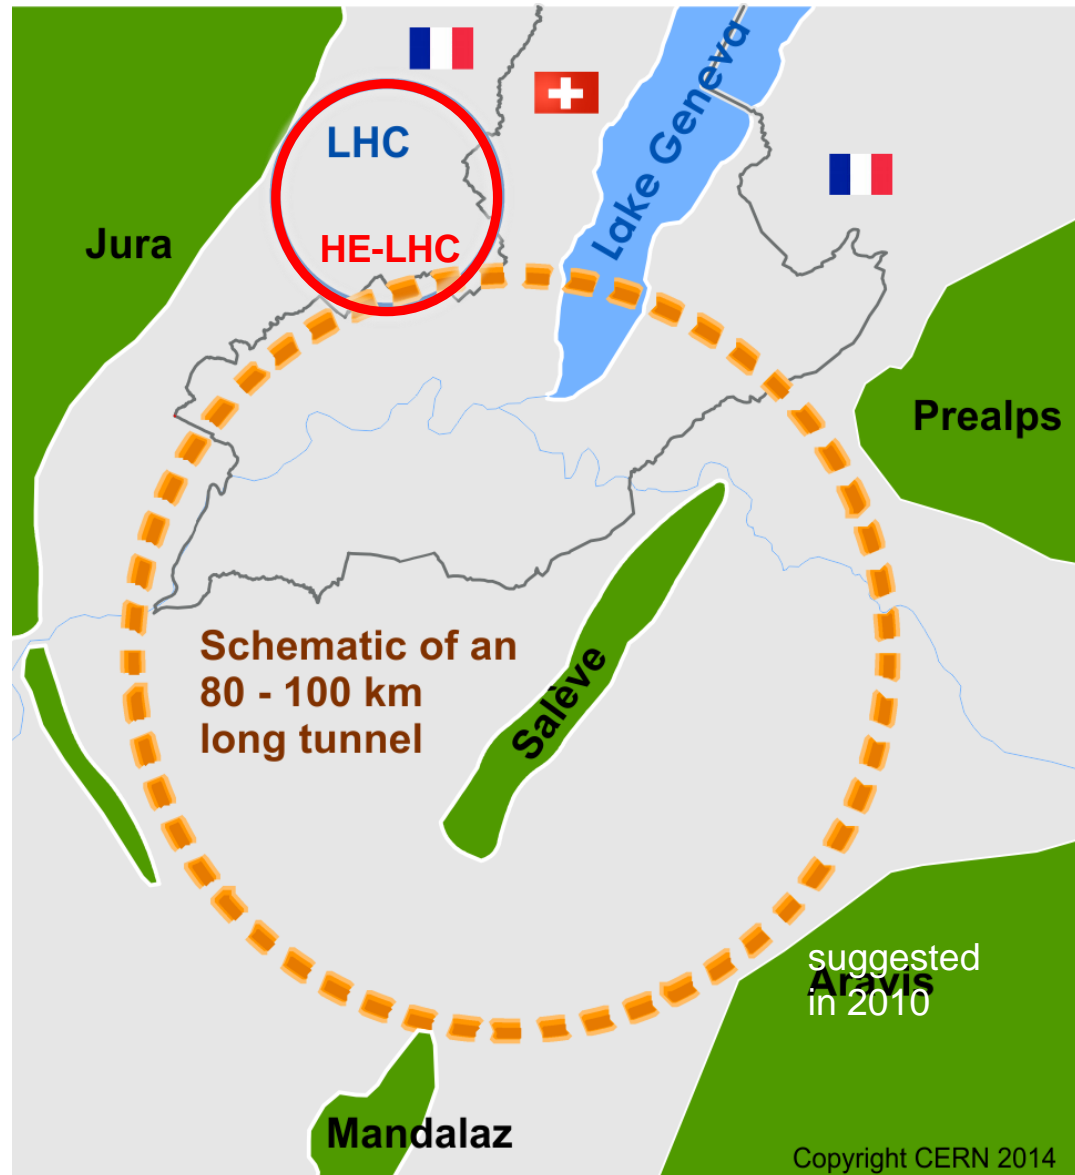 LHC
Lake Geneva
Jura
HE-LHC
Prealps
Schematic of an
80 - 100 km
long tunnel
Salève
suggested
Aravis
in 2010
Mandalaz
Copyright CERN 2014